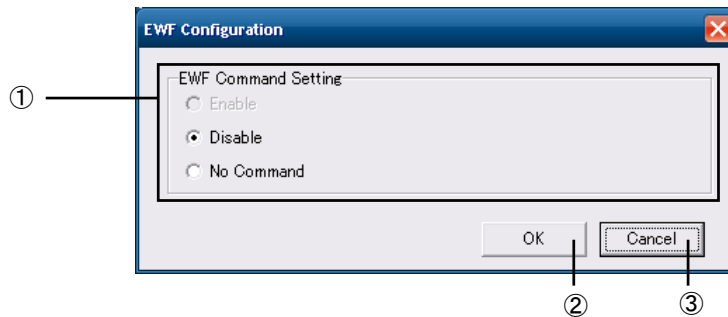 EWF Configuration
EWF Command Setting
① Enable
Disable
No Command
OK Cancel
② ③